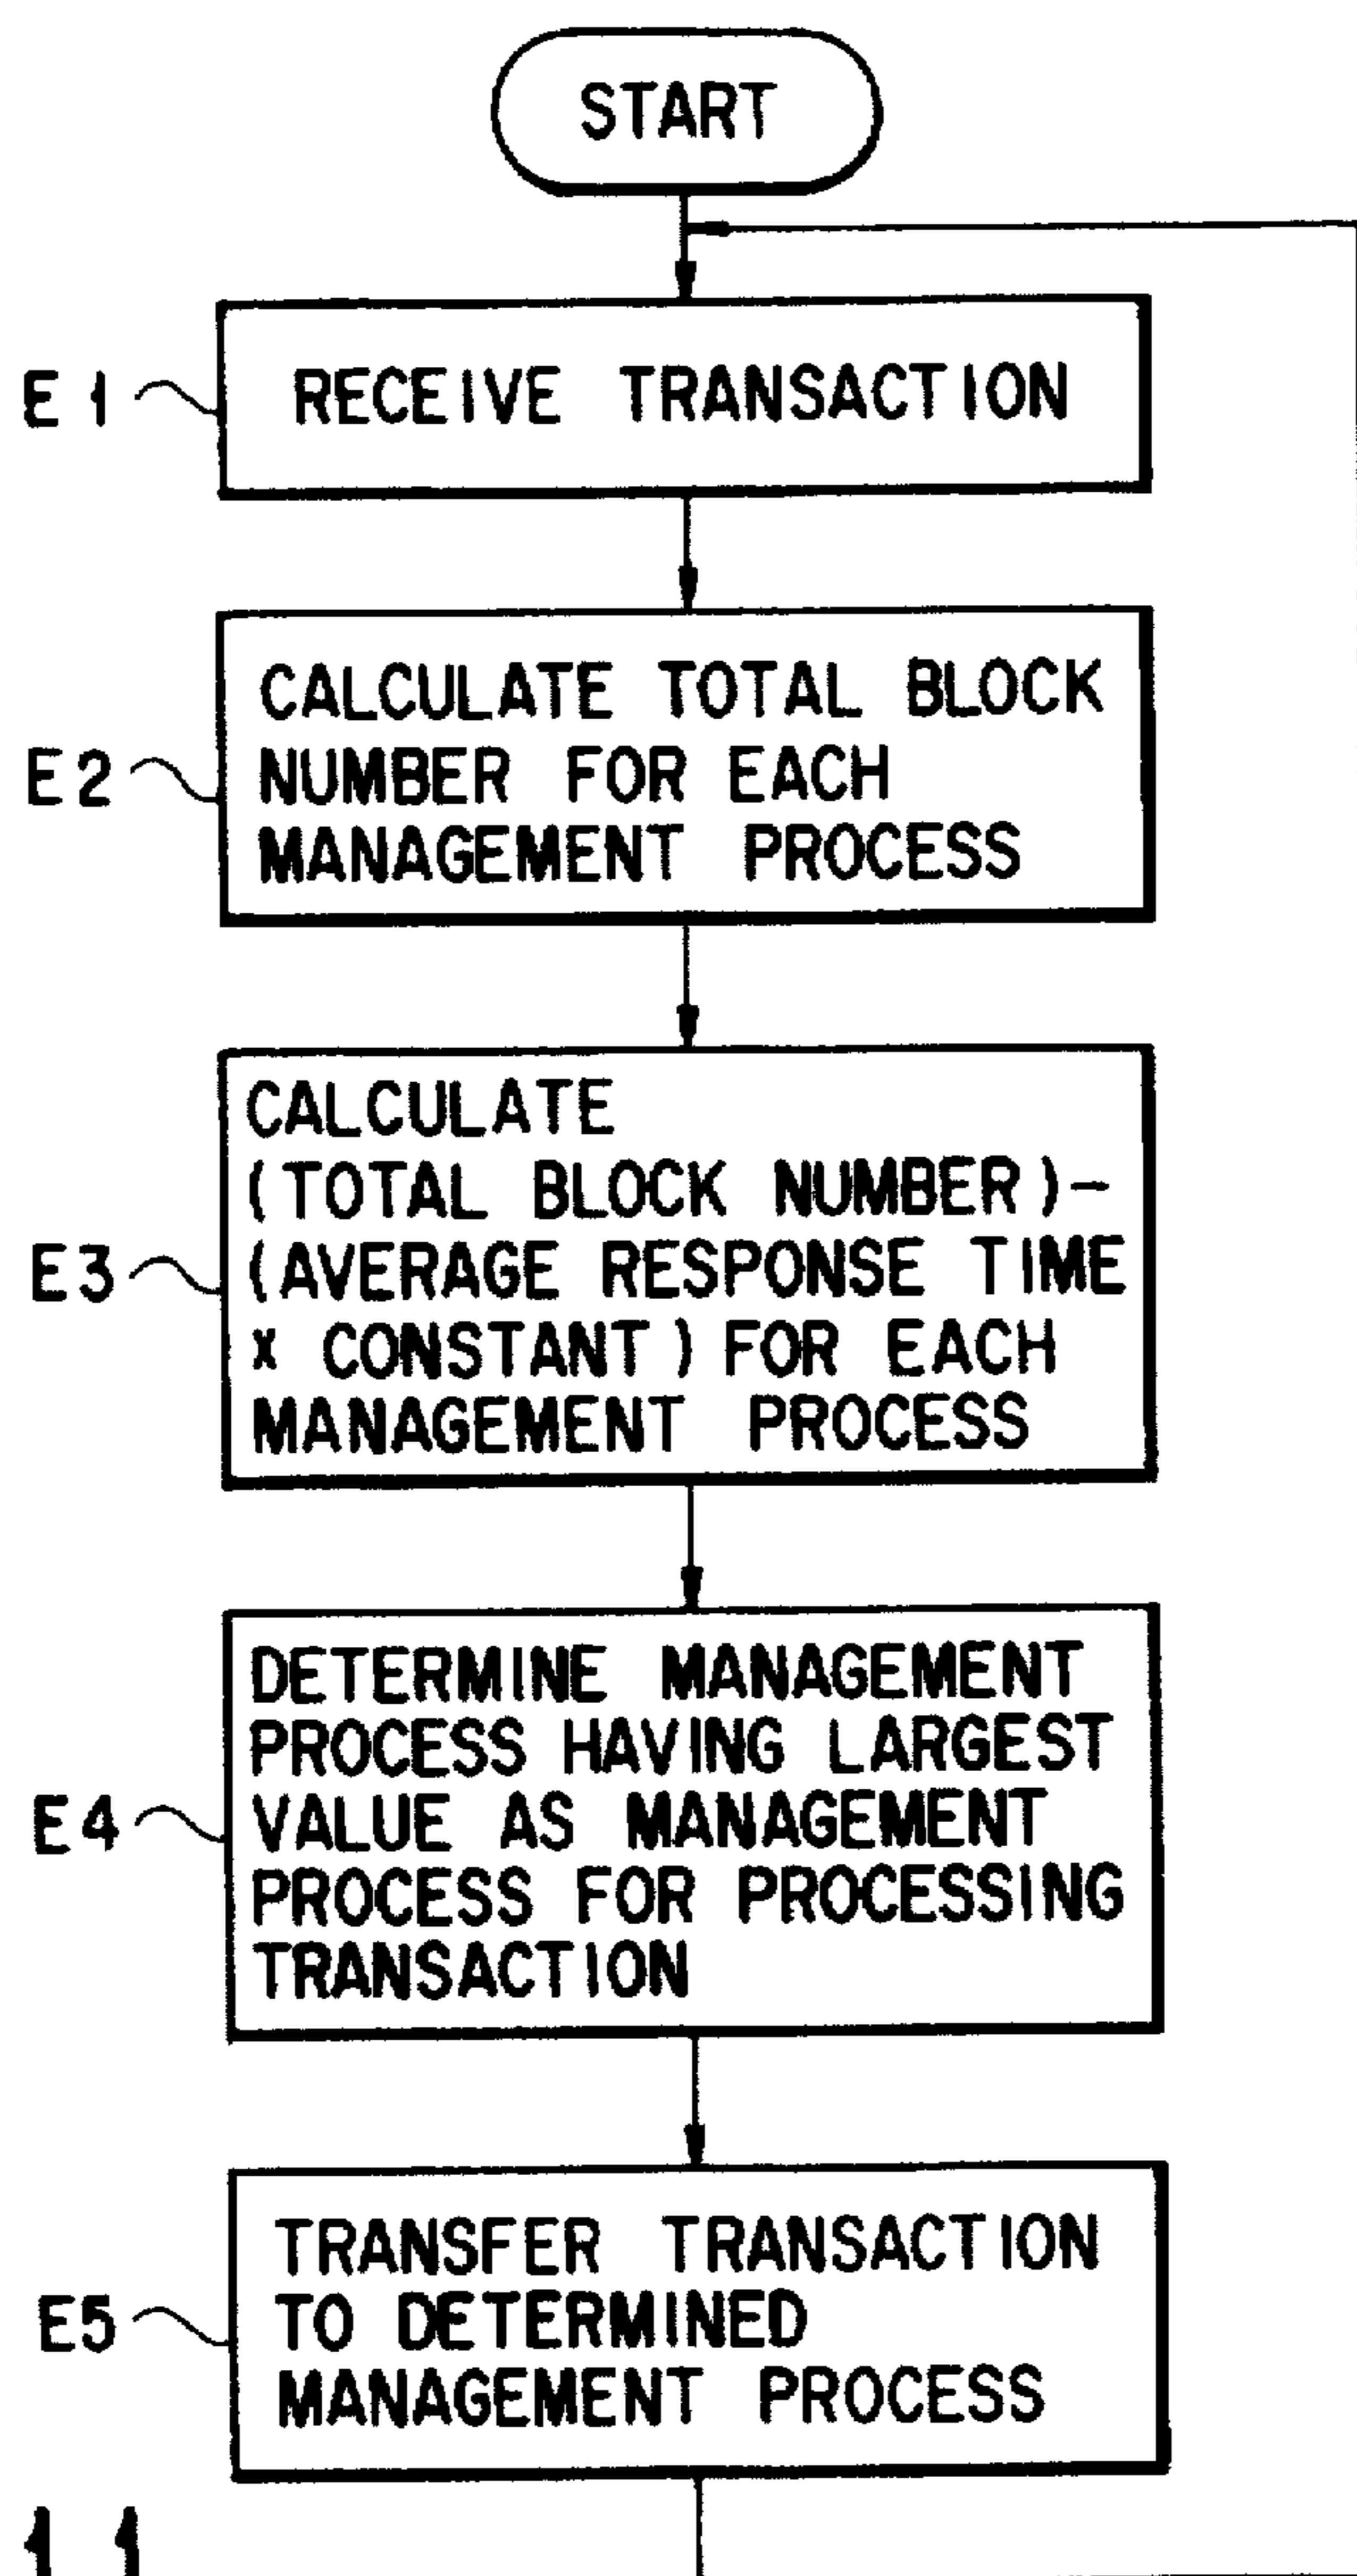 START
E1
RECEIVE TRANSACTION
E2
CALCULATE TOTAL BLOCK
NUMBER FOR EACH
MANAGEMENT PROCESS
E3
CALCULATE
(TOTAL BLOCK NUMBER)-
(AVERAGE RESPONSE TIME
x CONSTANT) FOR EACH
MANAGEMENT PROCESS
E4
DETERMINE MANAGEMENT
PROCESS HAVING LARGEST
VALUE AS MANAGEMENT
PROCESS FOR PROCESSING
TRANSACTION
E5
TRANSFER TRANSACTION
TO DETERMINED
MANAGEMENT PROCESS